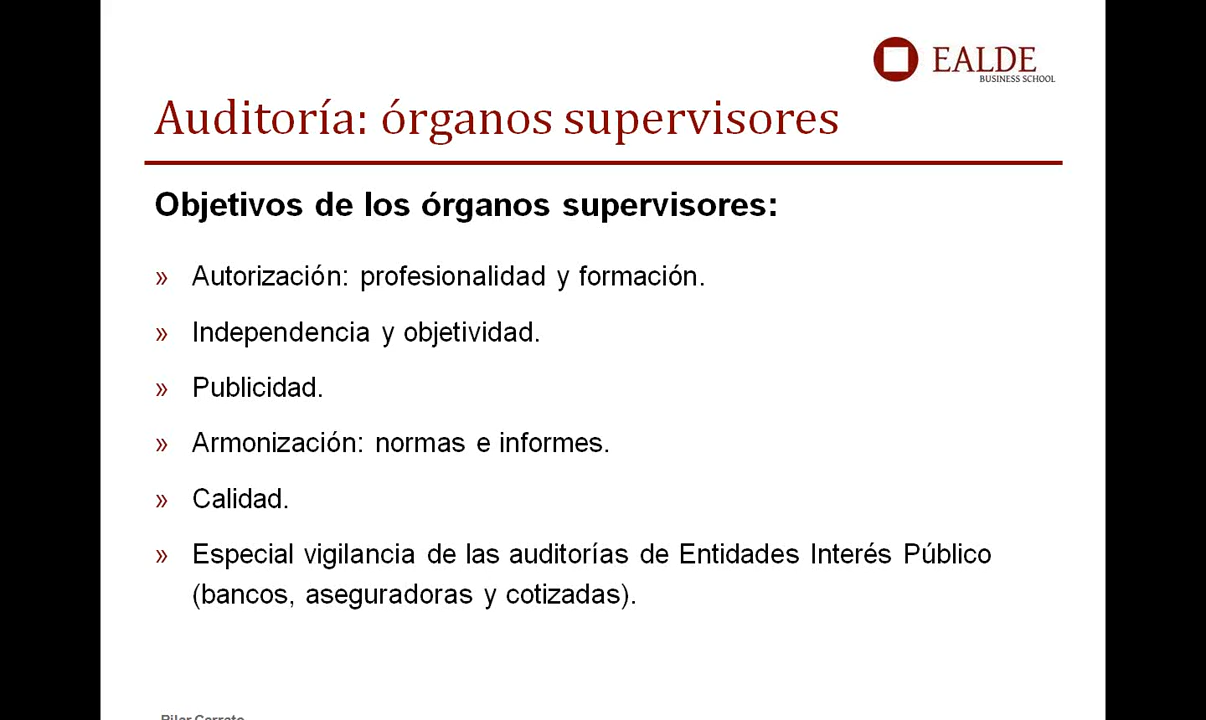 EALDE
BUSINESS SCHOOL
Auditoría: órganos supervisores
Objetivos de los órganos supervisores:
» Autorización: profesionalidad y formación.
» Independencia y objetividad.
» Publicidad.
» Armonización: normas e informes.
» Calidad.
» Especial vigilancia de las auditorías de Entidades Interés Público
(bancos, aseguradoras y cotizadas).